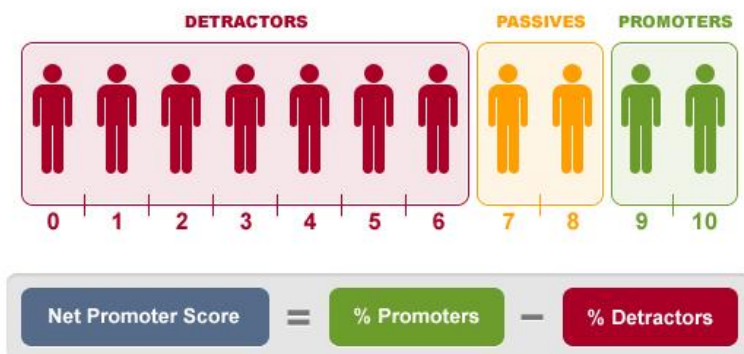 DETRACTORS PASSIVES PROMOTERS
0 1 2 3 4 5 6 7 8 9 10
Net Promoter Score = % Promoters − % Detractors